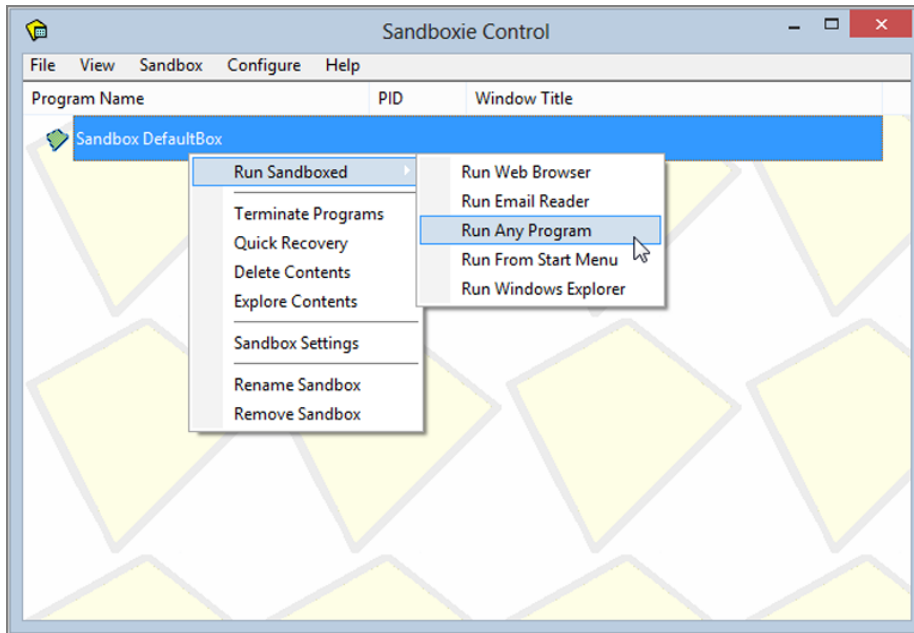 Sandboxie Control
File View Sandbox Configure Help
Program Name PID Window Title
Sandbox DefaultBox
Run Sandboxed
Terminate Programs
Quick Recovery
Delete Contents
Explore Contents
Sandbox Settings
Rename Sandbox
Remove Sandbox
Run Web Browser
Run Email Reader
Run Any Program
Run From Start Menu
Run Windows Explorer